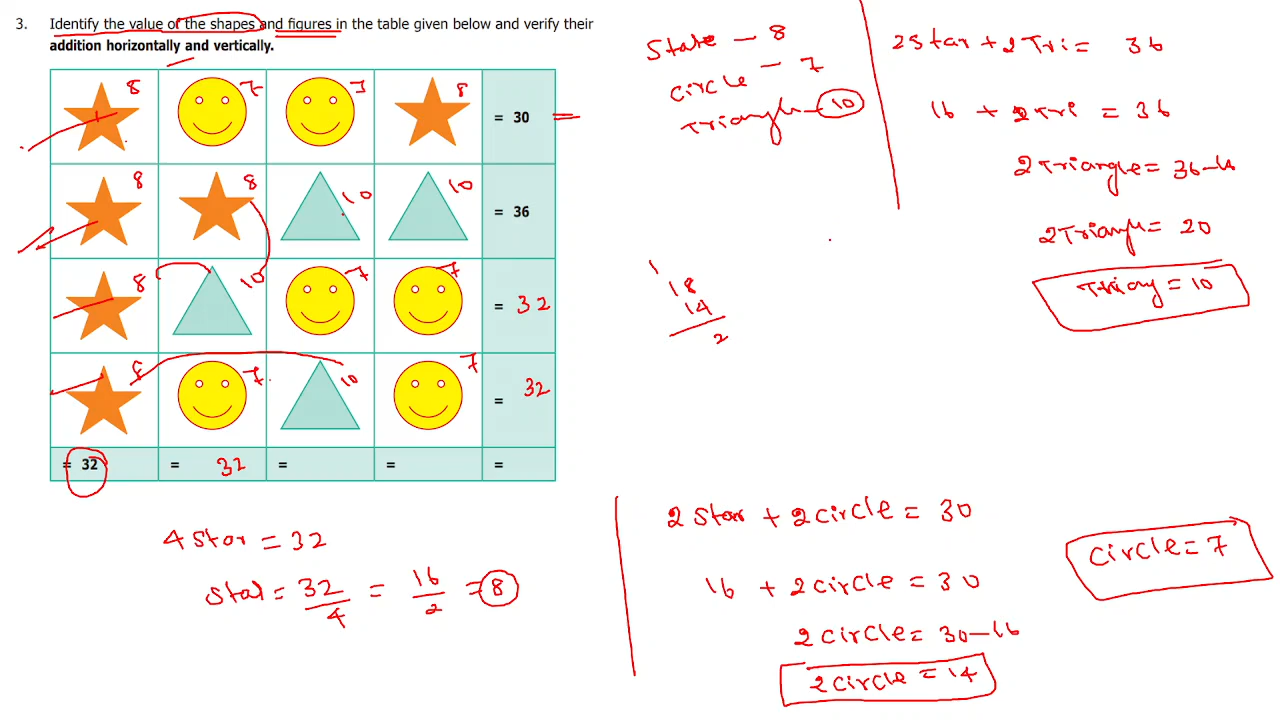 3. Identify the value of the shapes and figures in the table given below and verify their
addition horizontally and vertically.
8 7 7 8 = 30
8 8 10 10 = 36
8 10 7 7 = 32
8 7 10 7 = 32
= 32 = 32 = = =
4 Star = 32
Star = 32/4 = 16/2 = 8
Star - 8
circle - 7
Triangle - 10
2 Star + 2 Tri = 36
16 + 2 Tri = 36
2 Triangle = 36-16
2 Triangle = 20
Triang = 10
1
18
14
2
2 Star + 2 circle = 30
16 + 2 circle = 30
2 circle = 30-16
2 circle = 14
circle = 7